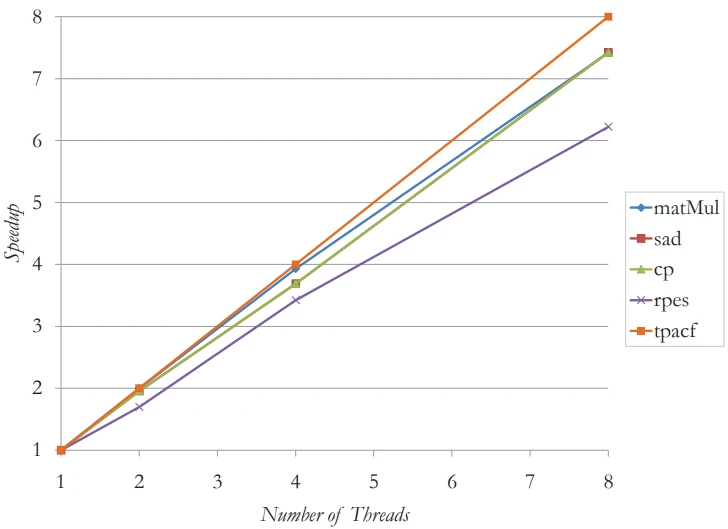 8
7
6
5
4
3
2
1
Speedup
1 2 3 4 5 6 7 8
Number of Threads
matMul
sad
cp
rpes
tpacf